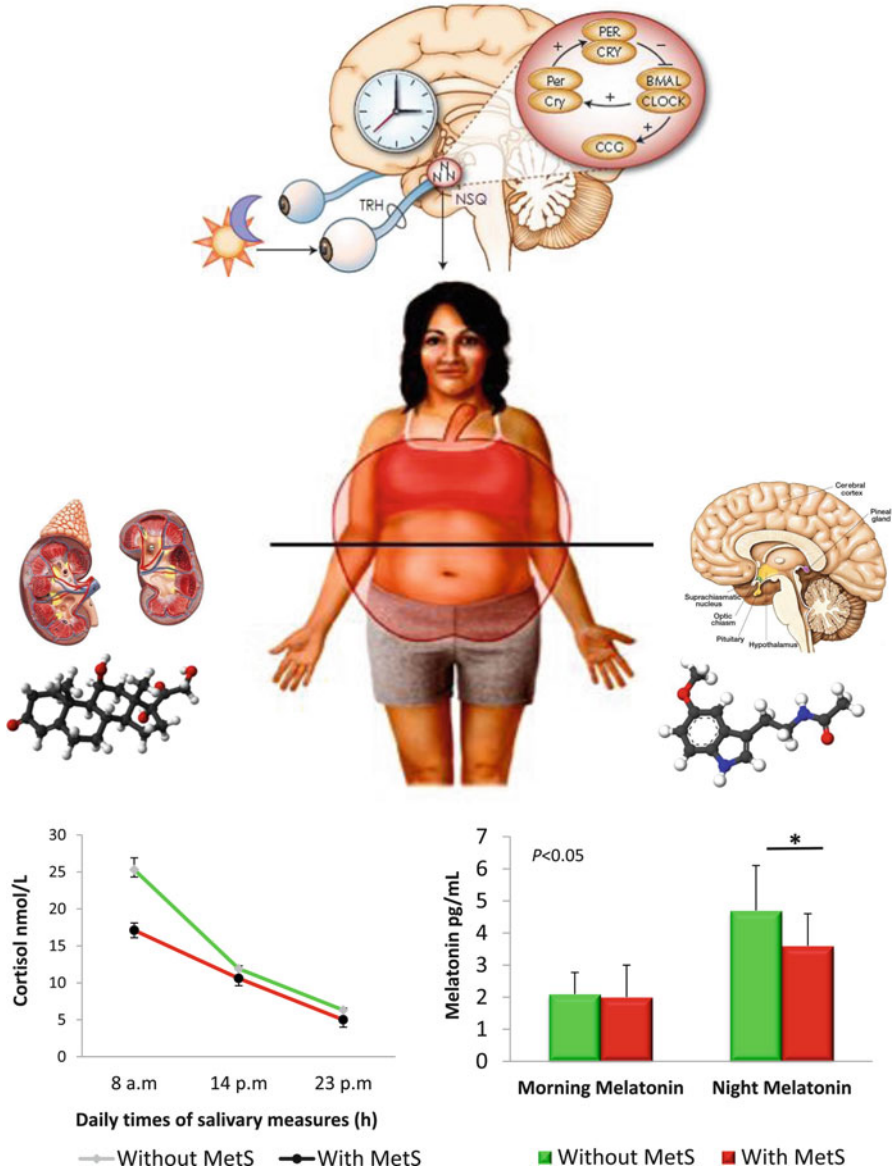 PER
CRY
+
−
Per
Cry
BMAL
CLOCK
+
+
CCG
N N N
TRH
NSQ
Cerebral
cortex
Pineal
gland
Suprachiasmatic
nucleus
Optic
chiasm
Pituitary
Hypothalamus
Cortisol nmol/L
30
25
20
15
10
5
0
8 a.m
14 p.m
23 p.m
Daily times of salivary measures (h)
Without MetS
With MetS
Melatonin pg/mL
7
6
5
4
3
2
1
0
P<0.05
*
Morning Melatonin
Night Melatonin
Without MetS
With MetS